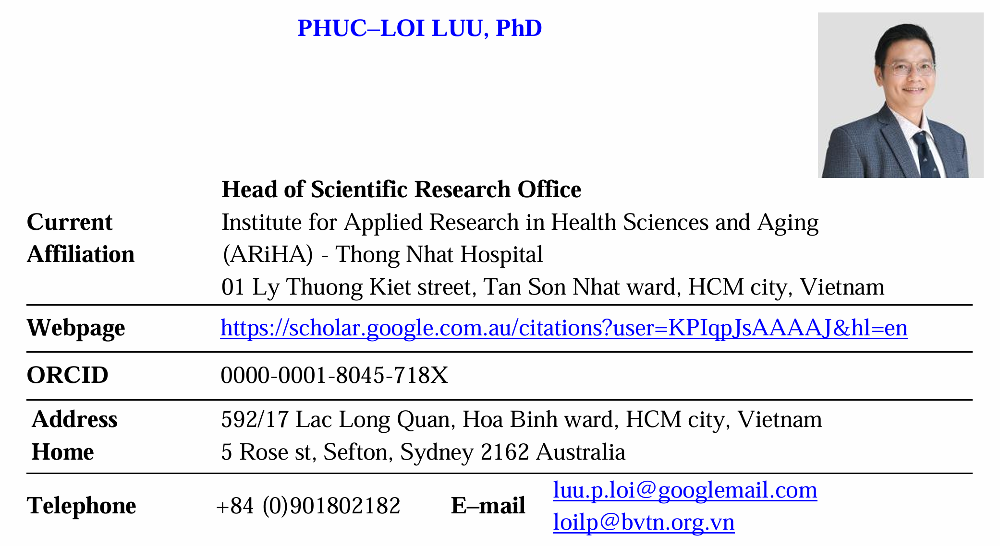 PHUC–LOI LUU, PhD
Head of Scientific Research Office
Current Institute for Applied Research in Health Sciences and Aging
Affiliation (ARiHA) - Thong Nhat Hospital
01 Ly Thuong Kiet street, Tan Son Nhat ward, HCM city, Vietnam
Webpage https://scholar.google.com.au/citations?user=KPIqpJsAAAAJ&hl=en
ORCID 0000-0001-8045-718X
Address 592/17 Lac Long Quan, Hoa Binh ward, HCM city, Vietnam
Home 5 Rose st, Sefton, Sydney 2162 Australia
Telephone +84 (0)901802182 E–mail luu.p.loi@googlemail.com
loilp@bvtn.org.vn